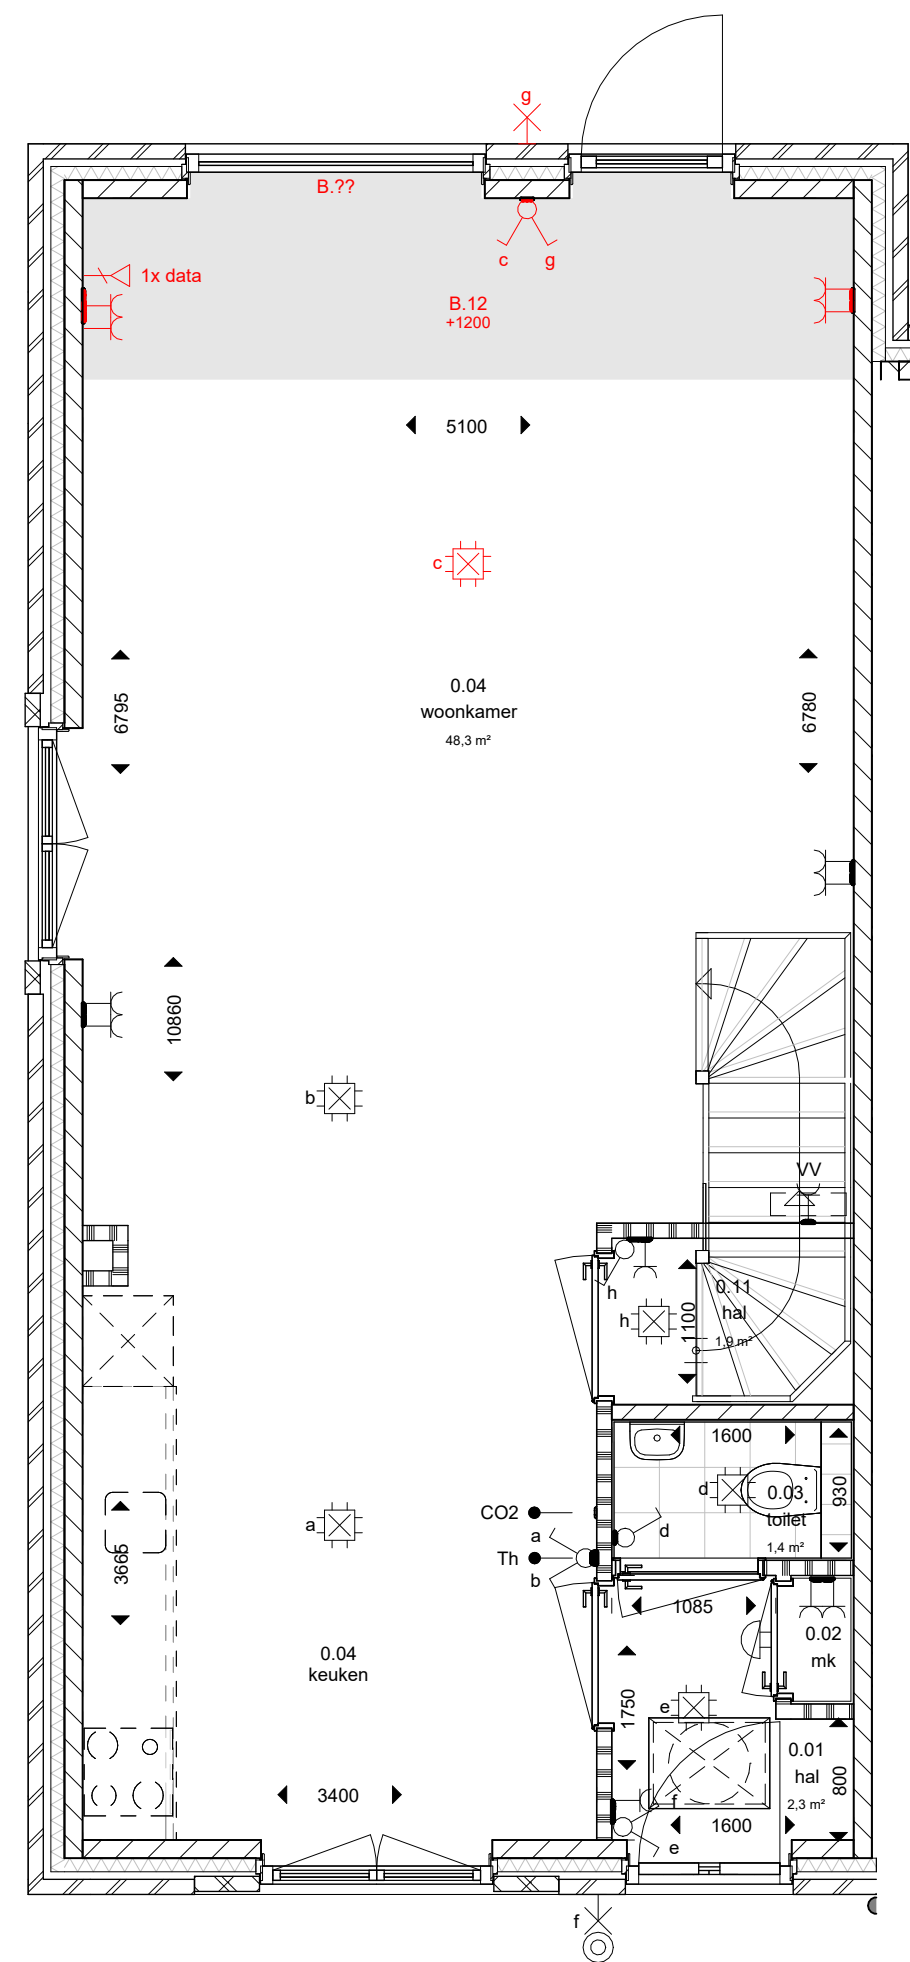 g
B.??
c g
1x data
B.12
+1200
5100
c
0.04
woonkamer
48,3 m²
6795
6780
10860
b
VV
h
0.11
hal
1,9 m²
h
1100
1600
d
0.03
toilet
1,4 m²
930
CO2
a
d
Th
b
a
3665
1085
0.02
mk
0.04
keuken
1750
e
0.01
hal
2,3 m²
800
3400
f
1600
e
f